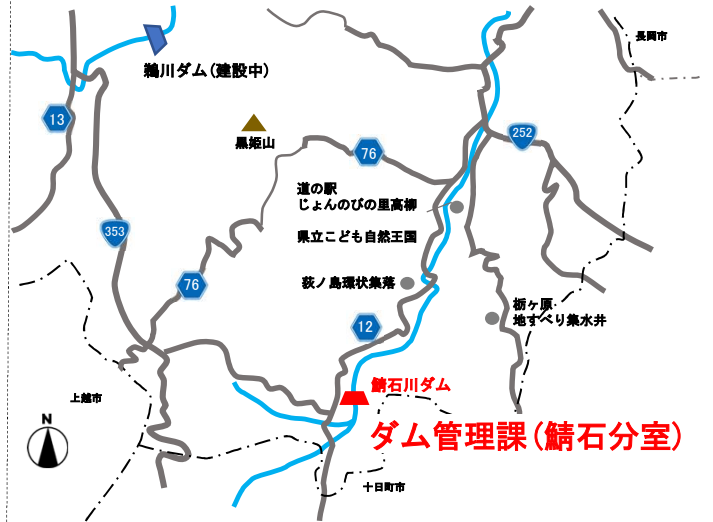 長岡市
鵜川ダム(建設中)
13
252
黒姫山
76
道の駅
じょんのびの里高柳
353
県立こども自然王国
76
荻ノ島環状集落
栃ヶ原
地すべり集水井
12
鯖石川ダム
上越市
N
ダム管理課(鯖石分室)
十日町市